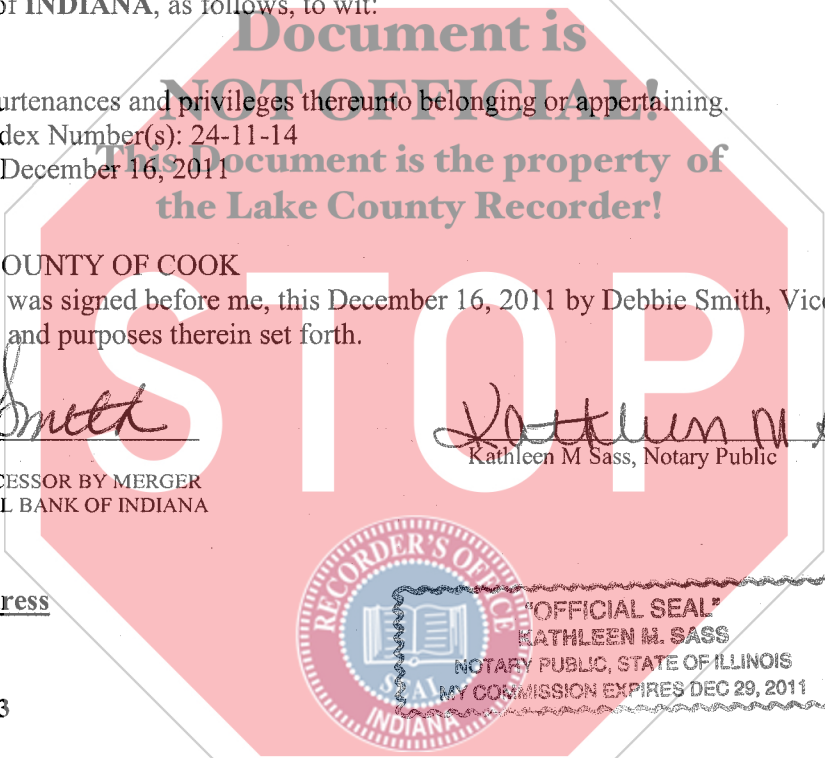 of INDIANA, as follows, to wit:
Document is
NOT OFFICIAL!
urtenances and privileges thereunto belonging or appertaining.
dex Number(s): 24-11-14
This Document is the property of
December 16, 2011
the Lake County Recorder!
OUNTY OF COOK
was signed before me, this December 16, 2011 by Debbie Smith, Vice
and purposes therein set forth.
STOP
Smith
Kathleen M
Kathleen M Sass, Notary Public
CESSOR BY MERGER
L BANK OF INDIANA
RECORDER'S OFFICE
SEAL
INDIANA
ress
"OFFICIAL SEAL"
KATHLEEN M. SASS
NOTARY PUBLIC, STATE OF ILLINOIS
MY COMMISSION EXPIRES DEC 29, 2011
3